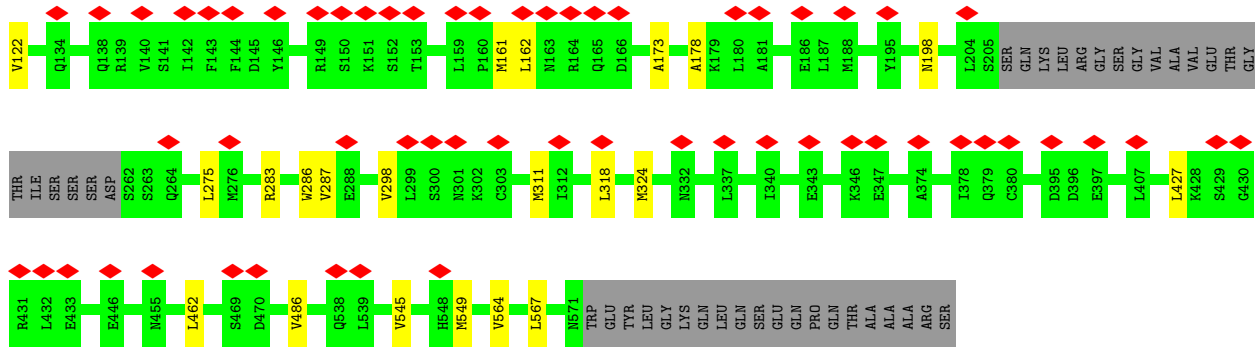 V122 Q134 Q138 R139 V140 S141 I142 F143 F144 D145 Y146 R149 S150 K151 S152 T153 L159 P160 M161 L162 N163 R164 Q165 D166 A173 A178 K179 L180 A181 E186 L187 M188 Y195 N198 L204 S205 SER GLN LYS LEU ARG GLY SER GLY VAL ALA VAL GLU THR GLY
THR ILE SER SER SER ASP S262 S263 Q264 L275 M276 R283 W286 V287 E288 V298 L299 S300 N301 K302 C303 M311 I312 L318 M324 N332 L337 I340 E343 K346 E347 A374 I378 Q379 C380 D395 D396 E397 L407 L427 K428 S429 G430
R431 L432 E433 E446 N455 L462 S469 D470 V486 Q538 L539 V545 H548 M549 V564 L567 N571 TRP GLU TYR LEU GLY LYS GLN LEU GLN SER GLU GLN PRO GLN THR ALA ALA ALA ARG SER